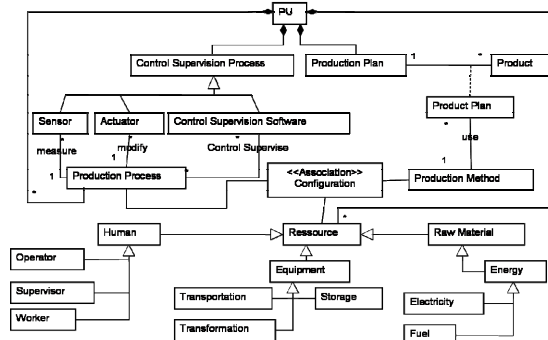 PU
Control Supervision Process
Production Plan
1
*
Product
Product Plan
Sensor
Actuator
Control Supervision Software
*
*
*
*
measure
modify
Control Supervise
use
1
1
1
Production Process
*
*
<<Association>>
Configuration
Production Method
*
Human
Ressource
Raw Material
Operator
Equipment
Energy
Supervisor
Transportation
Storage
Electricity
Worker
Transformation
Fuel